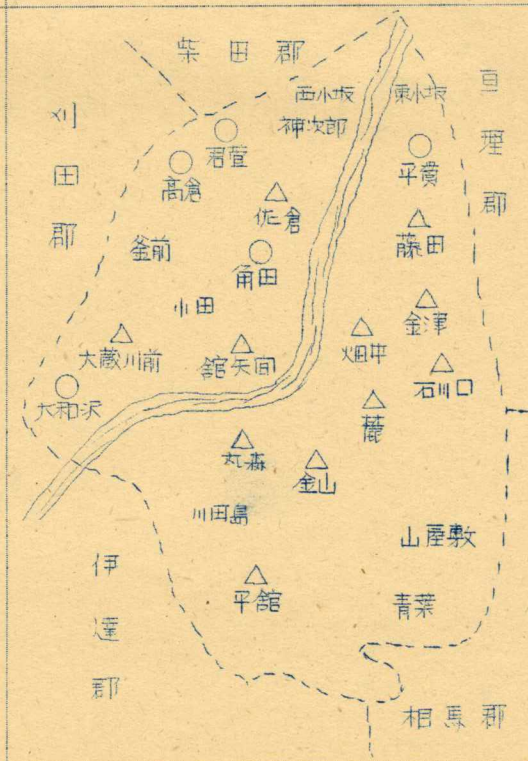 柴田郡
刈田郡
亘理郡
西小坂
東小坂
神次郎
君萱
高倉
平貫
佐倉
藤田
釜前
角田
小田
金津
畑中
大蔵川前
舘矢間
石川口
大和沢
麓
丸森
金山
川田島
山屋敷
伊達郡
平舘
青葉
相馬郡